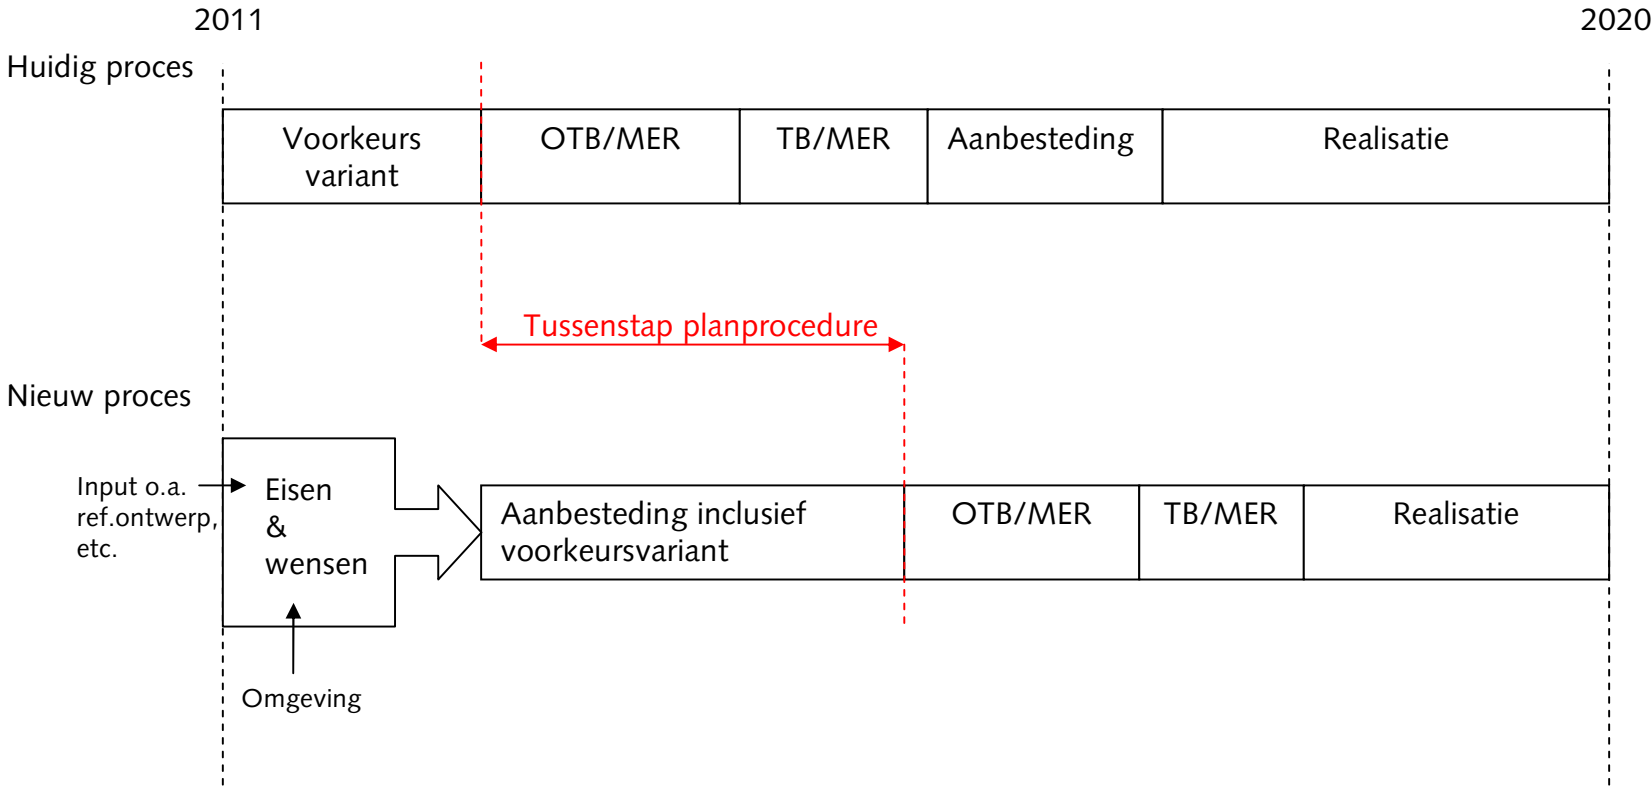 2011
2020
Huidig proces
Voorkeurs
variant
OTB/MER
TB/MER
Aanbesteding
Realisatie
Tussenstap planprocedure
Nieuw proces
Input o.a.
ref.ontwerp,
etc.
Eisen
&
wensen
Aanbesteding inclusief
voorkeursvariant
OTB/MER
TB/MER
Realisatie
Omgeving